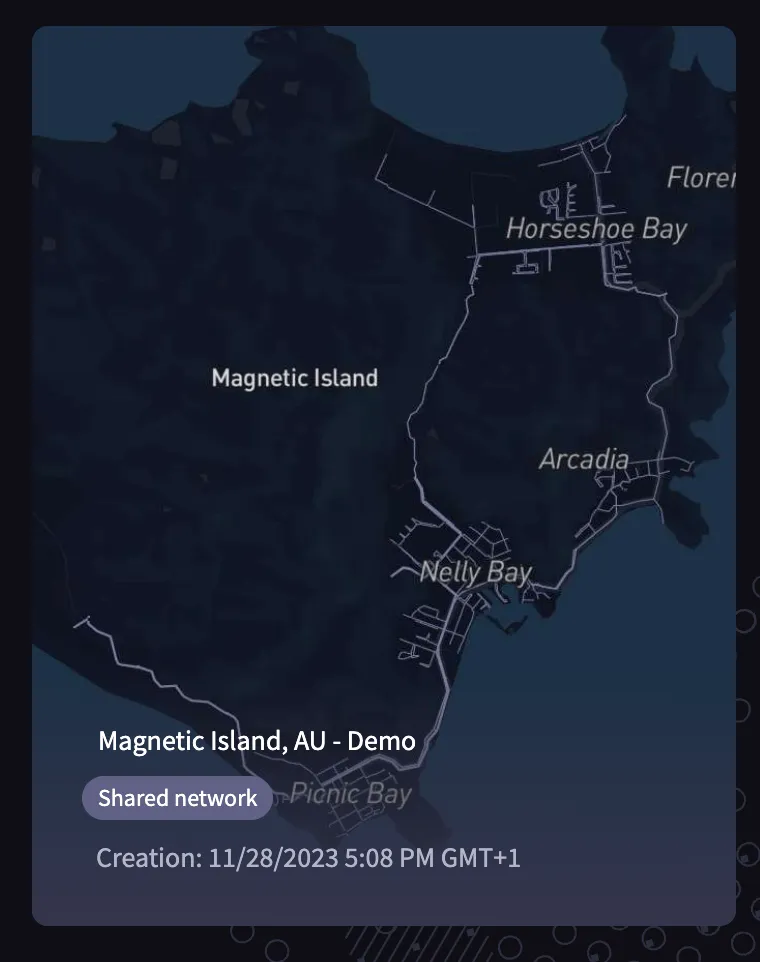 Floren
Horseshoe Bay
Magnetic Island
Arcadia
Nelly Bay
Magnetic Island, AU - Demo
Shared network
Picnic Bay
Creation: 11/28/2023 5:08 PM GMT+1